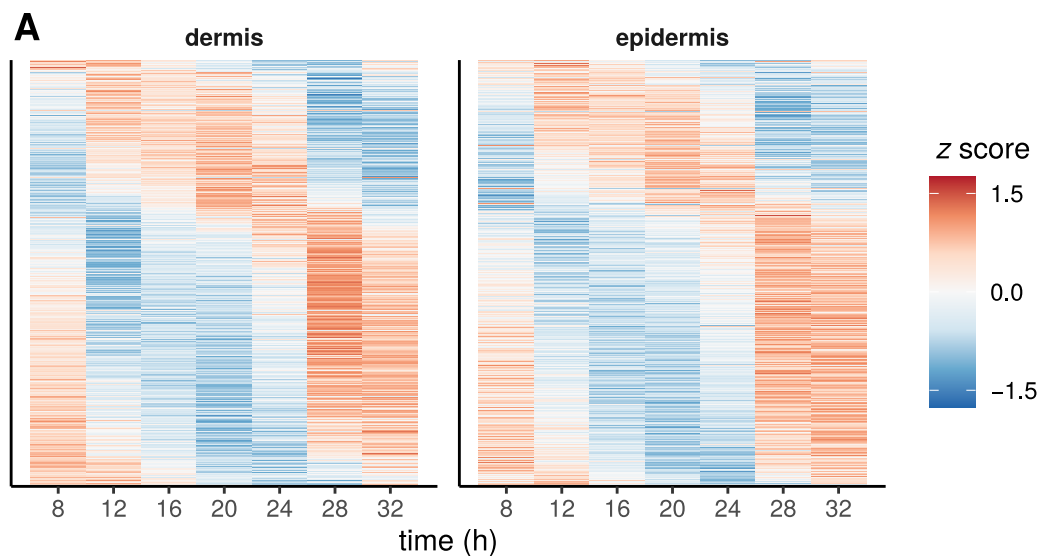 A
dermis
epidermis
z score
1.5
0.0
−1.5
8 12 16 20 24 28 32
8 12 16 20 24 28 32
time (h)